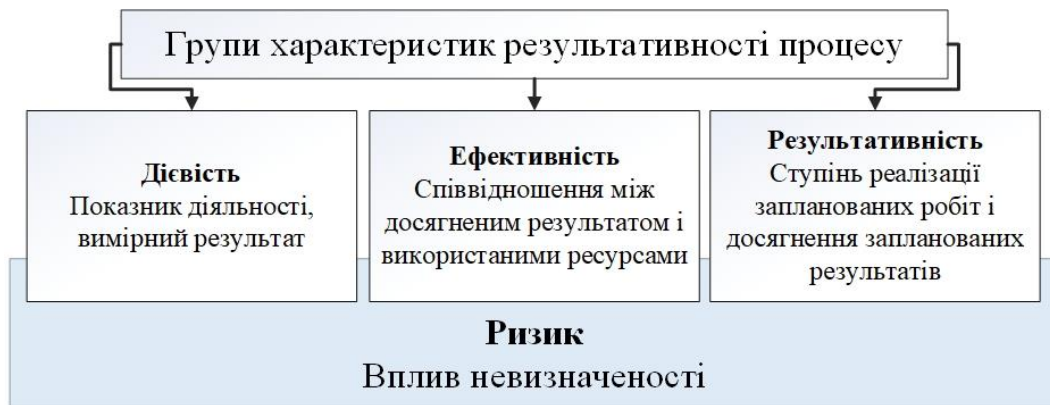 Групи характеристик результативності процесу
Дієвість
Показник діяльності,
вимірний результат
Ефективність
Співвідношення між
досягненим результатом і
використаними ресурсами
Результативність
Ступінь реалізації
запланованих робіт і
досягнення запланованих
результатів
Ризик
Вплив невизначеності